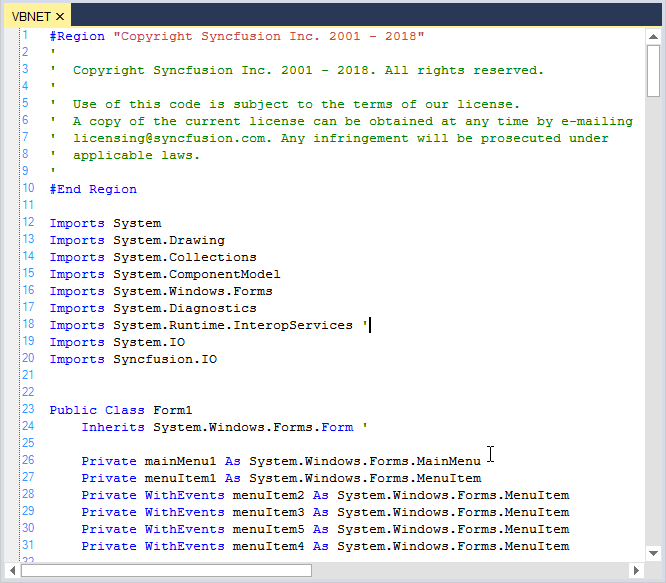 VBNET ×
1 #Region "Copyright Syncfusion Inc. 2001 - 2018"
2 '
3 '  Copyright Syncfusion Inc. 2001 - 2018. All rights reserved.
4 '
5 '  Use of this code is subject to the terms of our license.
6 '  A copy of the current license can be obtained at any time by e-mailing
7 '  licensing@syncfusion.com. Any infringement will be prosecuted under
8 '  applicable laws.
9 '
10 #End Region
11
12 Imports System
13 Imports System.Drawing
14 Imports System.Collections
15 Imports System.ComponentModel
16 Imports System.Windows.Forms
17 Imports System.Diagnostics
18 Imports System.Runtime.InteropServices '
19 Imports System.IO
20 Imports Syncfusion.IO
21
22
23 Public Class Form1
24     Inherits System.Windows.Forms.Form '
25
26     Private mainMenu1 As System.Windows.Forms.MainMenu
27     Private menuItem1 As System.Windows.Forms.MenuItem
28     Private WithEvents menuItem2 As System.Windows.Forms.MenuItem
29     Private WithEvents menuItem3 As System.Windows.Forms.MenuItem
30     Private WithEvents menuItem5 As System.Windows.Forms.MenuItem
31     Private WithEvents menuItem4 As System.Windows.Forms.MenuItem
32